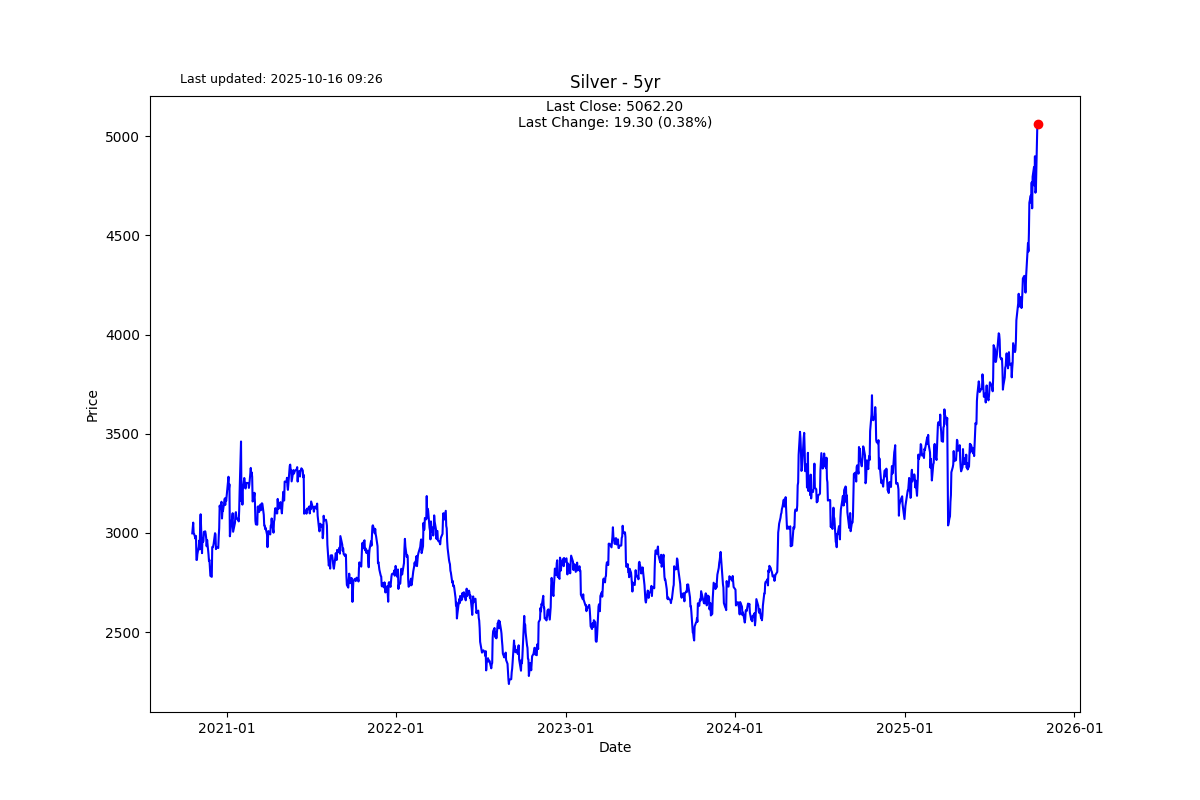 Last updated: 2025-10-16 09:26
Silver - 5yr
Last Close: 5062.20
Last Change: 19.30 (0.38%)
5000
4500
4000
3500
3000
2500
Price
2021-01
2022-01
2023-01
2024-01
2025-01
2026-01
Date